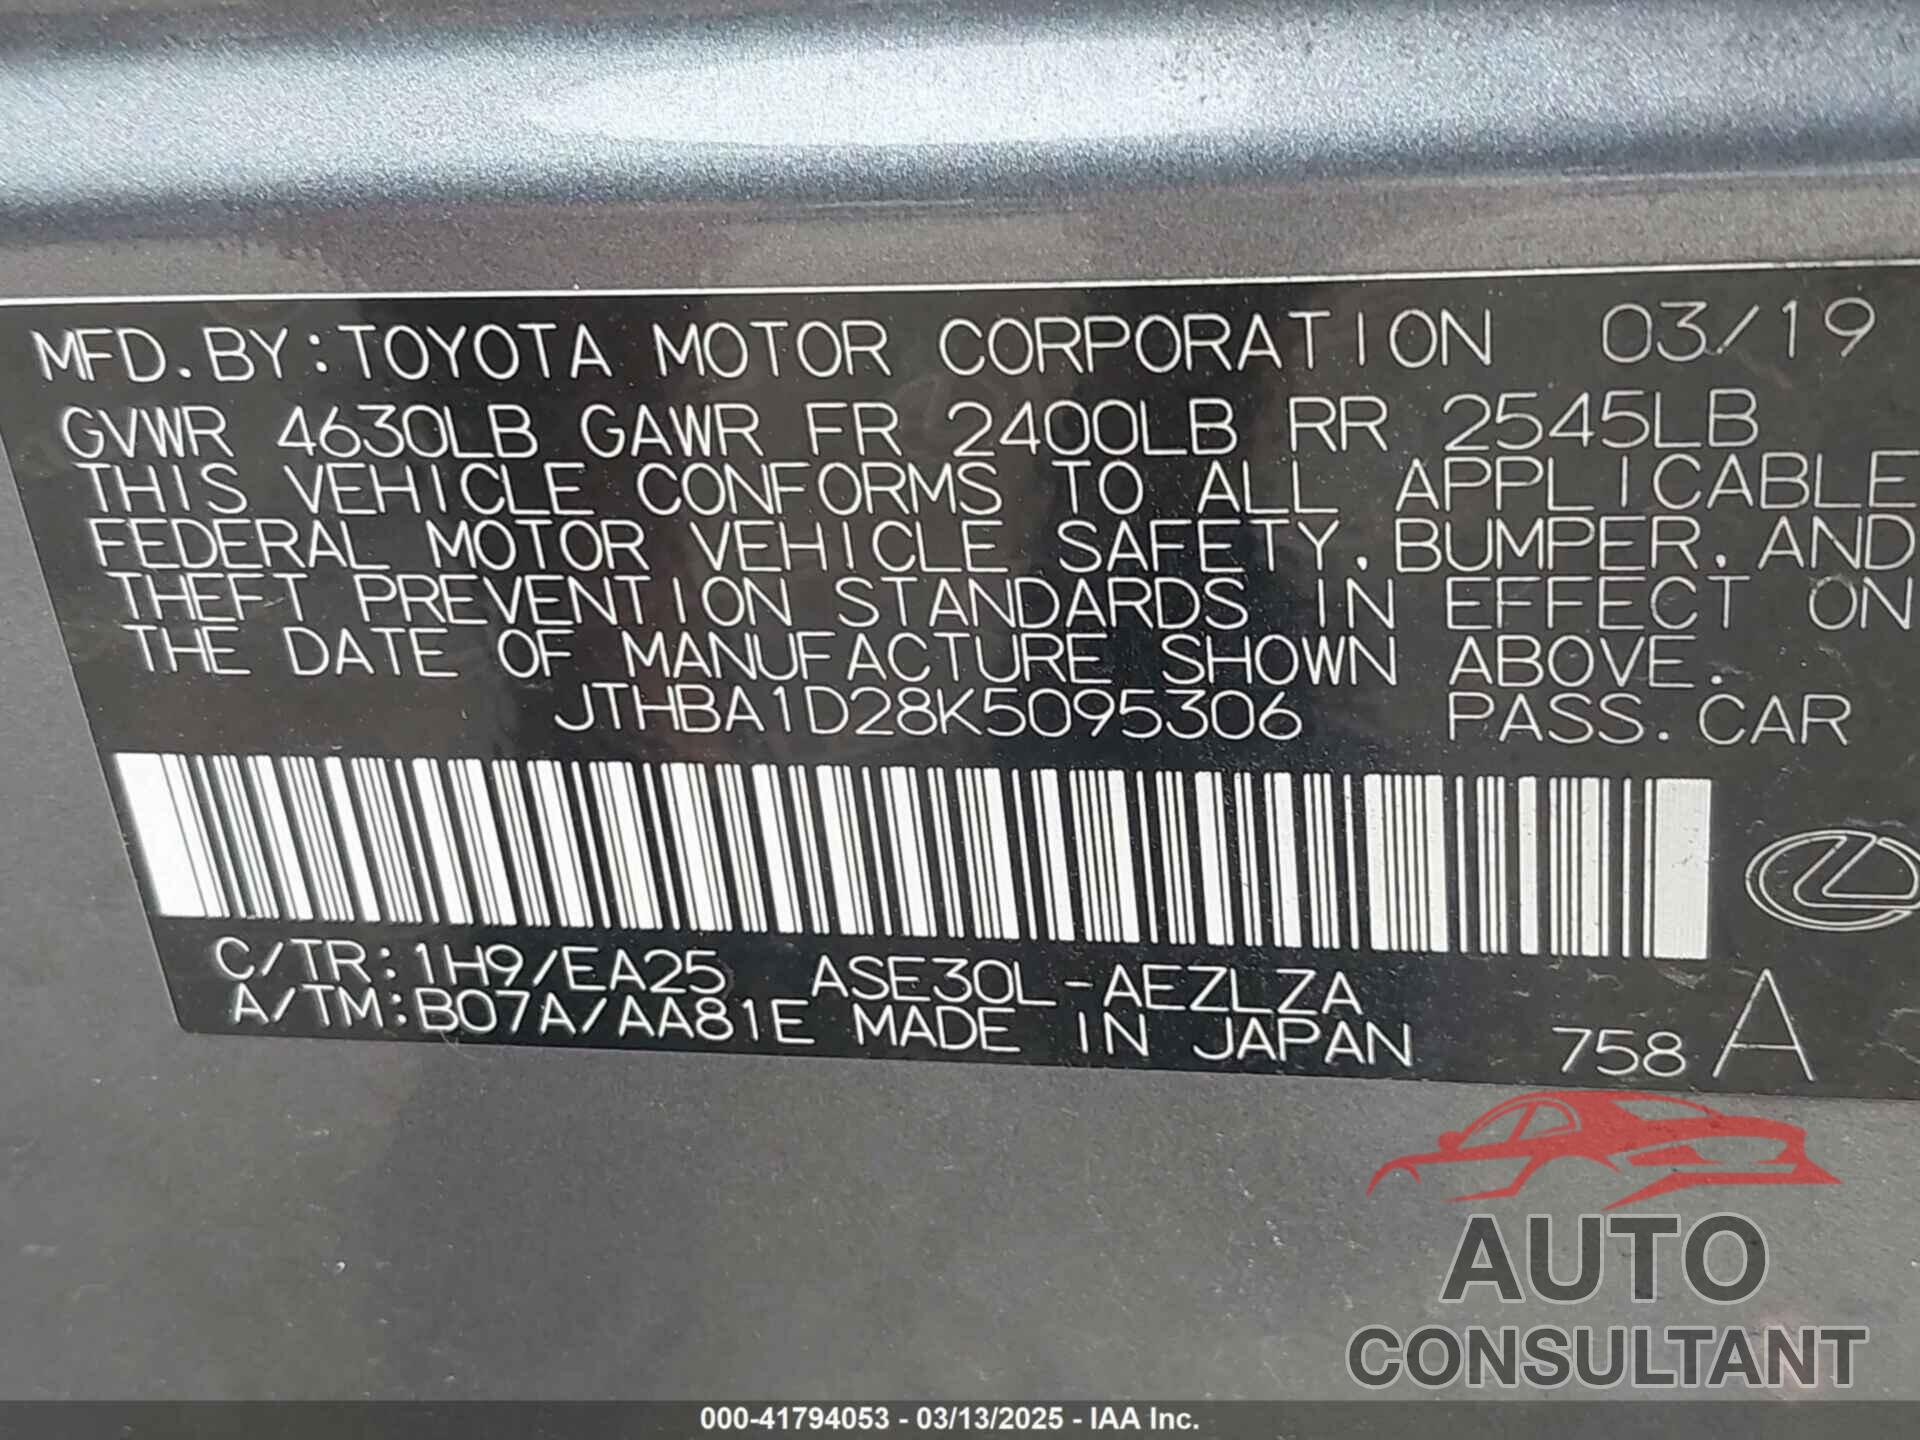 MFD.BY:TOYOTA MOTOR CORPORATION 03/19
GVWR 4630LB GAWR FR 2400LB RR 2545LB
THIS VEHICLE CONFORMS TO ALL APPLICABLE
FEDERAL MOTOR VEHICLE SAFETY,BUMPER,AND
THEFT PREVENTION STANDARDS IN EFFECT ON
THE DATE OF MANUFACTURE SHOWN ABOVE.
JTHBA1D28K5095306 PASS.CAR
C/TR:1H9/EA25 ASE30L-AEZLZA
A/TM:B07A/AA81E MADE IN JAPAN 758 A
AUTO
CONSULTANT
000-41794053 - 03/13/2025 - IAA Inc.